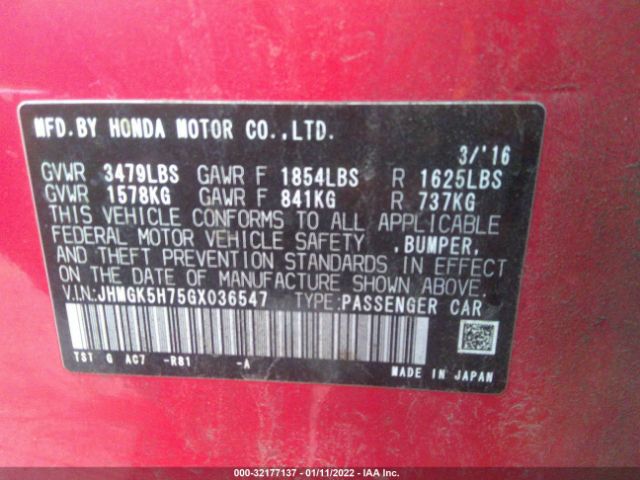 MFD.BY HONDA MOTOR CO.,LTD.
3/'16
GVWR 3479LBS GAWR F 1854LBS R 1625LBS
GVWR 1578KG GAWR F 841KG R 737KG
THIS VEHICLE CONFORMS TO ALL APPLICABLE
FEDERAL MOTOR VEHICLE SAFETY ,BUMPER,
AND THEFT PREVENTION STANDARDS IN EFFECT
ON THE DATE OF MANUFACTURE SHOWN ABOVE.
V.I.N:JHMGK5H75GX036547 TYPE:PASSENGER CAR
TST G AC7 -R81 -A
MADE IN JAPAN
000-32177137 - 01/11/2022 - IAA Inc.